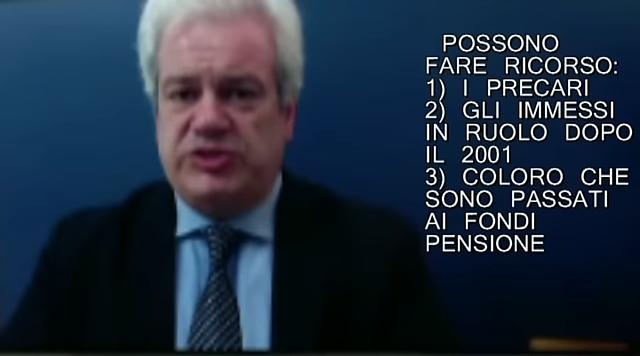 POSSONO
FARE RICORSO:
1) I PRECARI
2) GLI IMMESSI
IN RUOLO DOPO
IL 2001
3) COLORO CHE
SONO PASSATI
AI FONDI
PENSIONE